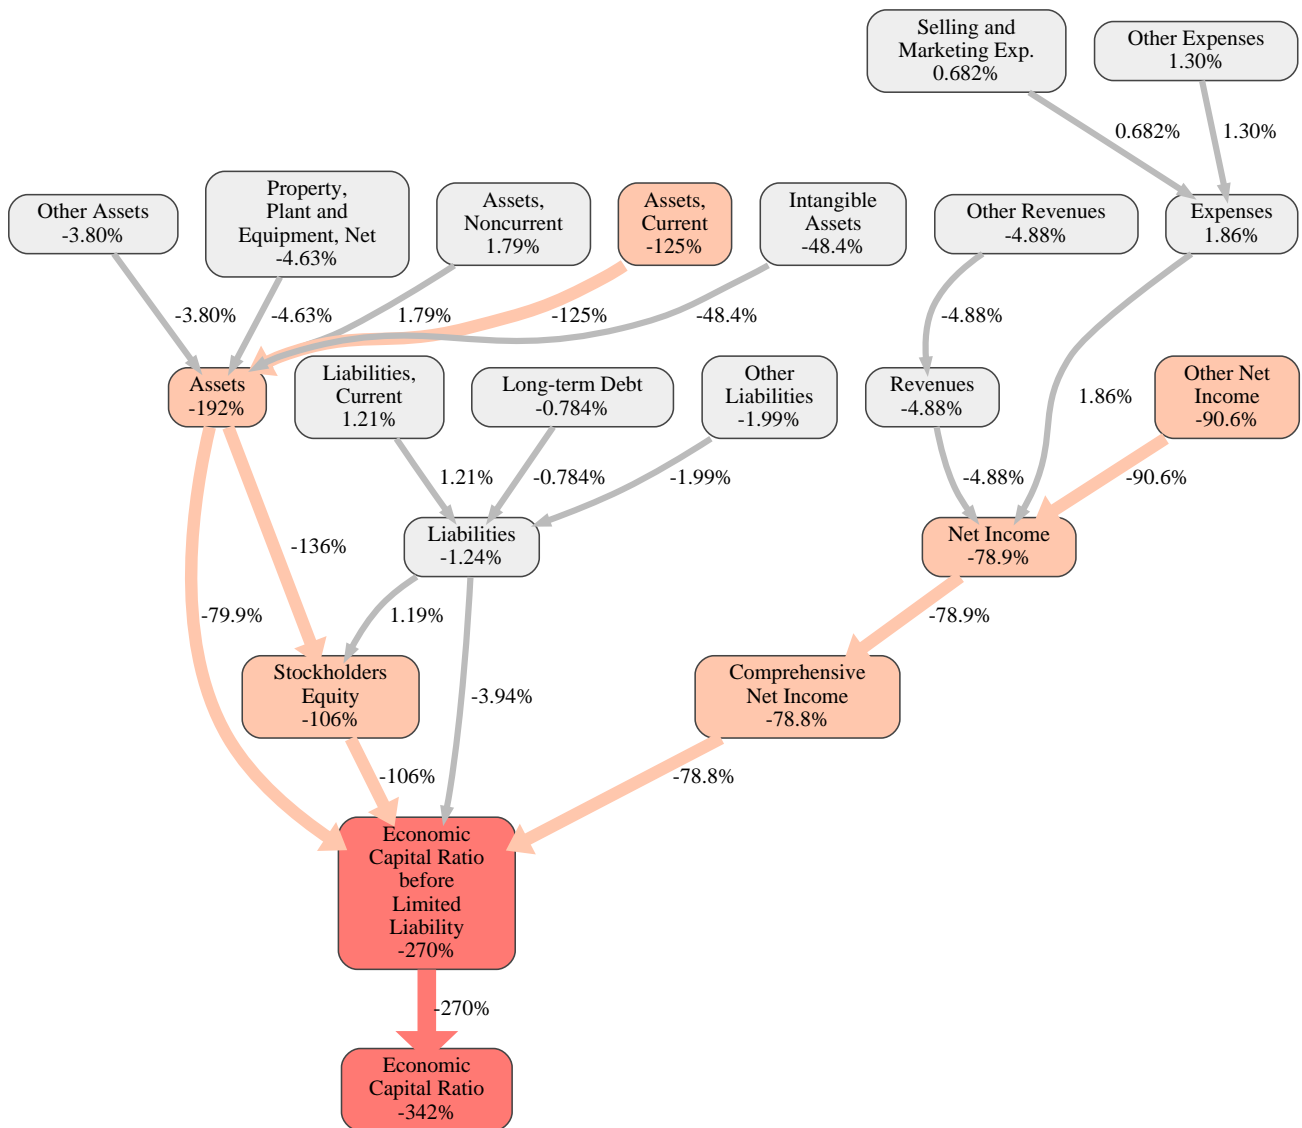 Selling and
Marketing Exp.
0.682%
Other Expenses
1.30%
0.682%
1.30%
Other Assets
-3.80%
Property,
Plant and
Equipment, Net
-4.63%
Assets,
Noncurrent
1.79%
Assets,
Current
-125%
Intangible
Assets
-48.4%
Other Revenues
-4.88%
Expenses
1.86%
-3.80%
-4.63%
1.79%
-125%
-48.4%
-4.88%
Assets
-192%
Liabilities,
Current
1.21%
Long-term Debt
-0.784%
Other
Liabilities
-1.99%
Revenues
-4.88%
1.86%
Other Net
Income
-90.6%
1.21%
-0.784%
-1.99%
-4.88%
-90.6%
-136%
Liabilities
-1.24%
Net Income
-78.9%
-79.9%
1.19%
-78.9%
Stockholders
Equity
-106%
-3.94%
Comprehensive
Net Income
-78.8%
-106%
-78.8%
Economic
Capital Ratio
before
Limited
Liability
-270%
-270%
Economic
Capital Ratio
-342%